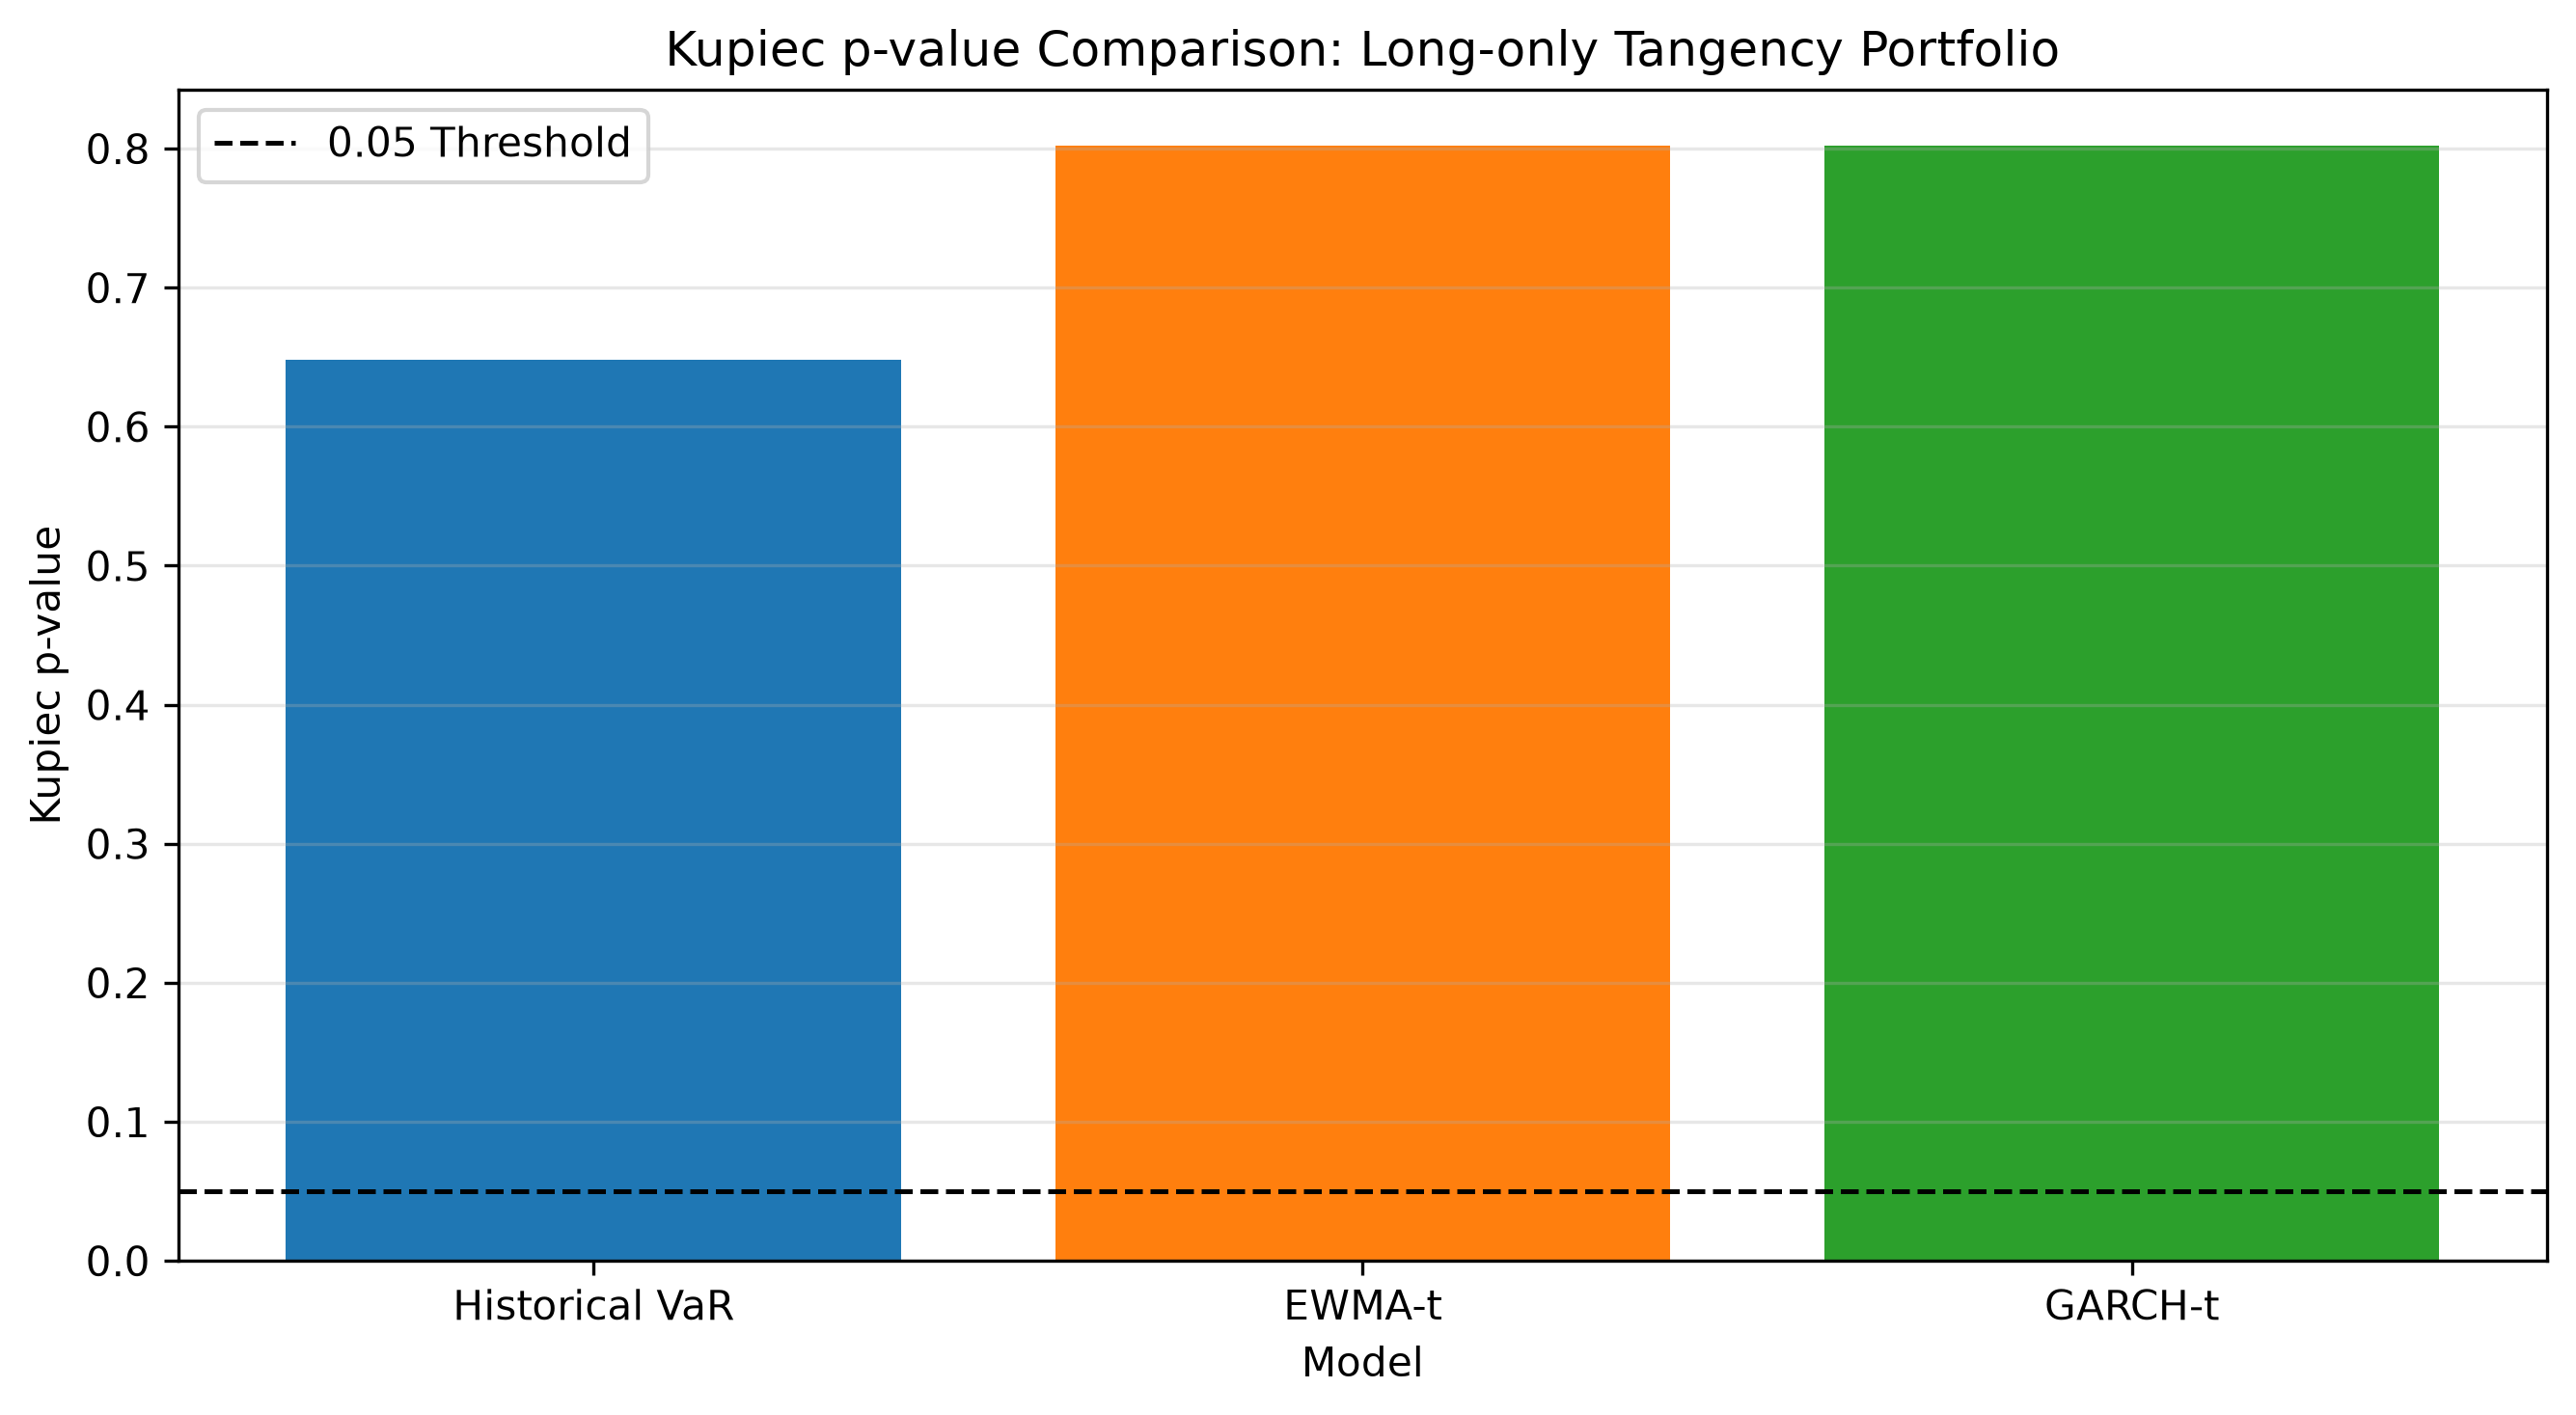 Kupiec p-value Comparison: Long-only Tangency Portfolio
0.05 Threshold
Kupiec p-value
0.8
0.7
0.6
0.5
0.4
0.3
0.2
0.1
0.0
Historical VaR
EWMA-t
GARCH-t
Model